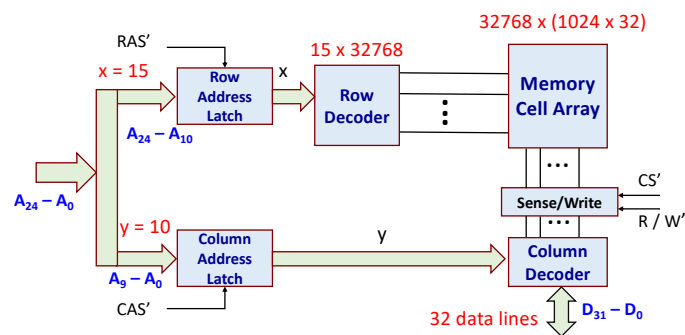 32768 x (1024 x 32)
RAS’
15 x 32768
x = 15
x
Row
Address
Latch
Row
Decoder
Memory
Cell Array
A24 – A10
A24 – A0
CS’
Sense/Write
R / W’
y = 10
Column
Address
Latch
y
Column
Decoder
A9 – A0
CAS’
32 data lines
D31 – D0